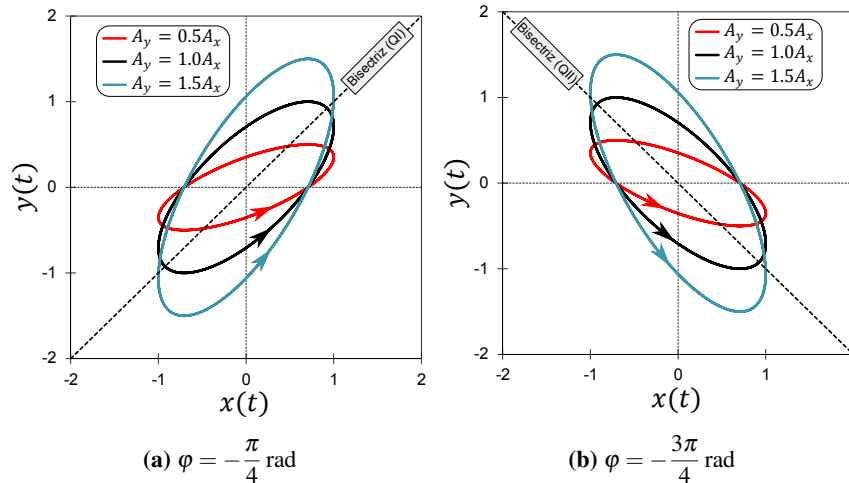 2
1
0
-1
-2
-2
-1
0
1
2
y(t)
x(t)
A_y = 0.5A_x
A_y = 1.0A_x
A_y = 1.5A_x
Bisectriz (QI)
(a) φ = −π/4 rad
2
1
0
-1
-2
-2
-1
0
1
y(t)
x(t)
A_y = 0.5A_x
A_y = 1.0A_x
A_y = 1.5A_x
Bisectriz (QII)
(b) φ = −3π/4 rad